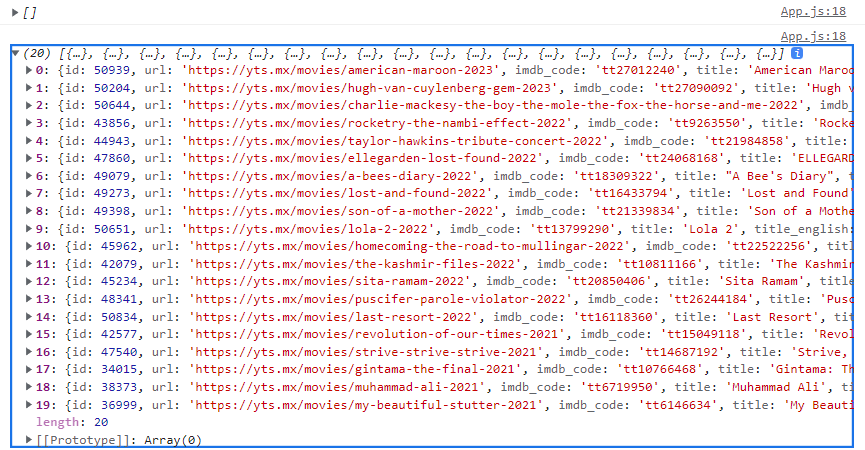 ▶ [] App.js:18
App.js:18
▼ (20) [{…}, {…}, {…}, {…}, {…}, {…}, {…}, {…}, {…}, {…}, {…}, {…}, {…}, {…}, {…}, {…}, {…}, {…}, {…}, {…}] i
▶ 0: {id: 50939, url: 'https://yts.mx/movies/american-maroon-2023', imdb_code: 'tt27012240', title: 'American Maroo
▶ 1: {id: 50204, url: 'https://yts.mx/movies/hugh-van-cuylenberg-gem-2023', imdb_code: 'tt27090092', title: 'Hugh v
▶ 2: {id: 50644, url: 'https://yts.mx/movies/charlie-mackesy-the-boy-the-mole-the-fox-the-horse-and-me-2022', imdb_
▶ 3: {id: 43856, url: 'https://yts.mx/movies/rocketry-the-nambi-effect-2022', imdb_code: 'tt9263550', title: 'Rocke
▶ 4: {id: 44943, url: 'https://yts.mx/movies/taylor-hawkins-tribute-concert-2022', imdb_code: 'tt21984858', title:
▶ 5: {id: 47860, url: 'https://yts.mx/movies/ellegarden-lost-found-2022', imdb_code: 'tt24068168', title: 'ELLEGARD
▶ 6: {id: 49079, url: 'https://yts.mx/movies/a-bees-diary-2022', imdb_code: 'tt18309322', title: "A Bee's Diary", t
▶ 7: {id: 49273, url: 'https://yts.mx/movies/lost-and-found-2022', imdb_code: 'tt16433794', title: 'Lost and Found'
▶ 8: {id: 49398, url: 'https://yts.mx/movies/son-of-a-mother-2022', imdb_code: 'tt21339834', title: 'Son of a Mothe
▶ 9: {id: 50651, url: 'https://yts.mx/movies/lola-2-2022', imdb_code: 'tt13799290', title: 'Lola 2', title_english:
▶ 10: {id: 45962, url: 'https://yts.mx/movies/homecoming-the-road-to-mullingar-2022', imdb_code: 'tt22522256', titl
▶ 11: {id: 42079, url: 'https://yts.mx/movies/the-kashmir-files-2022', imdb_code: 'tt10811166', title: 'The Kashmir
▶ 12: {id: 45234, url: 'https://yts.mx/movies/sita-ramam-2022', imdb_code: 'tt20850406', title: 'Sita Ramam', title
▶ 13: {id: 48341, url: 'https://yts.mx/movies/puscifer-parole-violator-2022', imdb_code: 'tt26244184', title: 'Pusc
▶ 14: {id: 50834, url: 'https://yts.mx/movies/last-resort-2022', imdb_code: 'tt16118360', title: 'Last Resort', tit
▶ 15: {id: 42577, url: 'https://yts.mx/movies/revolution-of-our-times-2021', imdb_code: 'tt15049118', title: 'Revol
▶ 16: {id: 47540, url: 'https://yts.mx/movies/strive-strive-strive-2021', imdb_code: 'tt14687192', title: 'Strive,
▶ 17: {id: 34015, url: 'https://yts.mx/movies/gintama-the-final-2021', imdb_code: 'tt10766468', title: 'Gintama: Th
▶ 18: {id: 38373, url: 'https://yts.mx/movies/muhammad-ali-2021', imdb_code: 'tt6719950', title: 'Muhammad Ali', ti
▶ 19: {id: 36999, url: 'https://yts.mx/movies/my-beautiful-stutter-2021', imdb_code: 'tt6146634', title: 'My Beauti
length: 20
▶ [[Prototype]]: Array(0)